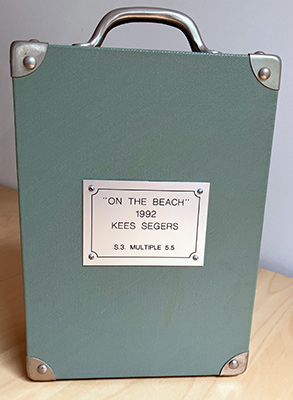 "ON THE BEACH"
1992
KEES SEGERS
S.3. MULTIPLE 5.5